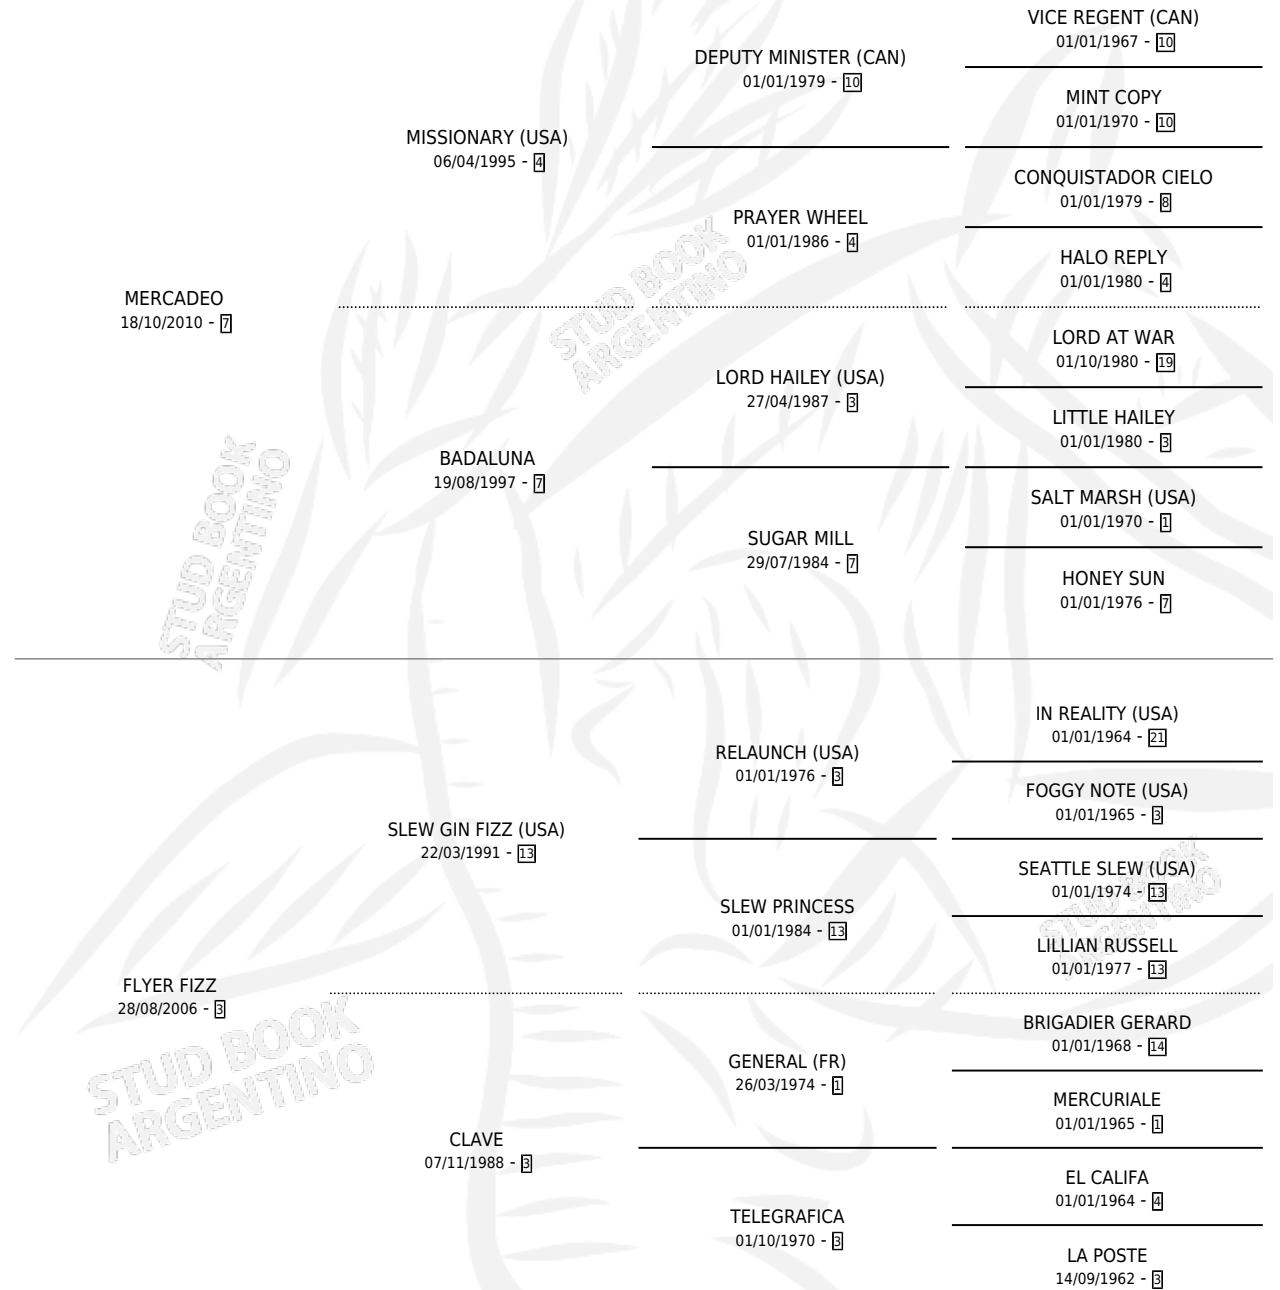 VICE REGENT (CAN)
01/01/1967 - 10
DEPUTY MINISTER (CAN)
01/01/1979 - 10
MINT COPY
01/01/1970 - 10
MISSIONARY (USA)
06/04/1995 - 4
CONQUISTADOR CIELO
01/01/1979 - 8
PRAYER WHEEL
01/01/1986 - 4
HALO REPLY
01/01/1980 - 4
MERCADEO
18/10/2010 - 7
LORD AT WAR
01/10/1980 - 19
LORD HAILEY (USA)
27/04/1987 - 3
LITTLE HAILEY
01/01/1980 - 3
BADALUNA
19/08/1997 - 7
SALT MARSH (USA)
01/01/1970 - 1
SUGAR MILL
29/07/1984 - 7
HONEY SUN
01/01/1976 - 7
STUD BOOK
ARGENTINO
STUD BOOK
ARGENTINO
IN REALITY (USA)
01/01/1964 - 21
RELAUNCH (USA)
01/01/1976 - 3
FOGGY NOTE (USA)
01/01/1965 - 3
SLEW GIN FIZZ (USA)
22/03/1991 - 13
SEATTLE SLEW (USA)
01/01/1974 - 13
SLEW PRINCESS
01/01/1984 - 13
LILLIAN RUSSELL
01/01/1977 - 13
STUD BOOK
ARGENTINO
FLYER FIZZ
28/08/2006 - 3
BRIGADIER GERARD
01/01/1968 - 14
GENERAL (FR)
26/03/1974 - 1
MERCURIALE
01/01/1965 - 1
CLAVE
07/11/1988 - 3
EL CALIFA
01/01/1964 - 4
TELEGRAFICA
01/10/1970 - 3
LA POSTE
14/09/1962 - 3
STUD BOOK
ARGENTINO